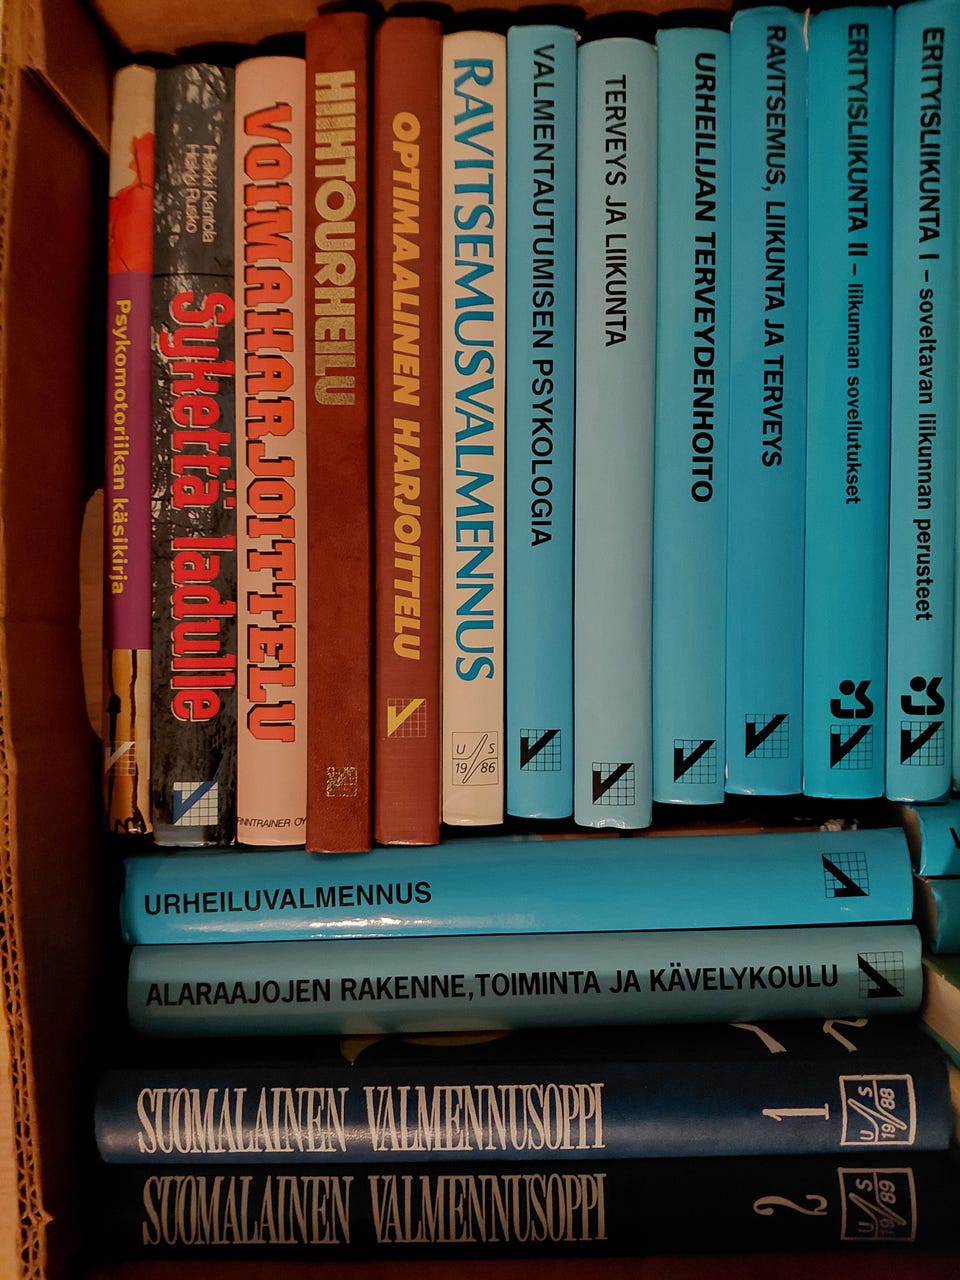 Psykomotoriikan käsikirja
Heikki Kantola
Heikki Rusko
Sykettä ladulle
VOIMAHARJOITTELU
FINNTRAINER OY
HIIHTOURHEILU
OPTIMAALINEN HARJOITTELU
RAVITSEMUSVALMENNUS
U S
19 86
VALMENTAUTUMISEN PSYKOLOGIA
TERVEYS JA LIIKUNTA
URHEILIJAN TERVEYDENHOITO
RAVITSEMUS, LIIKUNTA JA TERVEYS
ERITYISLIIKUNTA II – liikunnan sovellutukset
ERITYISLIIKUNTA I – soveltavan liikunnan perusteet
URHEILUVALMENNUS
ALARAAJOJEN RAKENNE, TOIMINTA JA KÄVELYKOULU
SUOMALAINEN VALMENNUSOPPI 1
U S
19 88
SUOMALAINEN VALMENNUSOPPI 2
U S
19 89